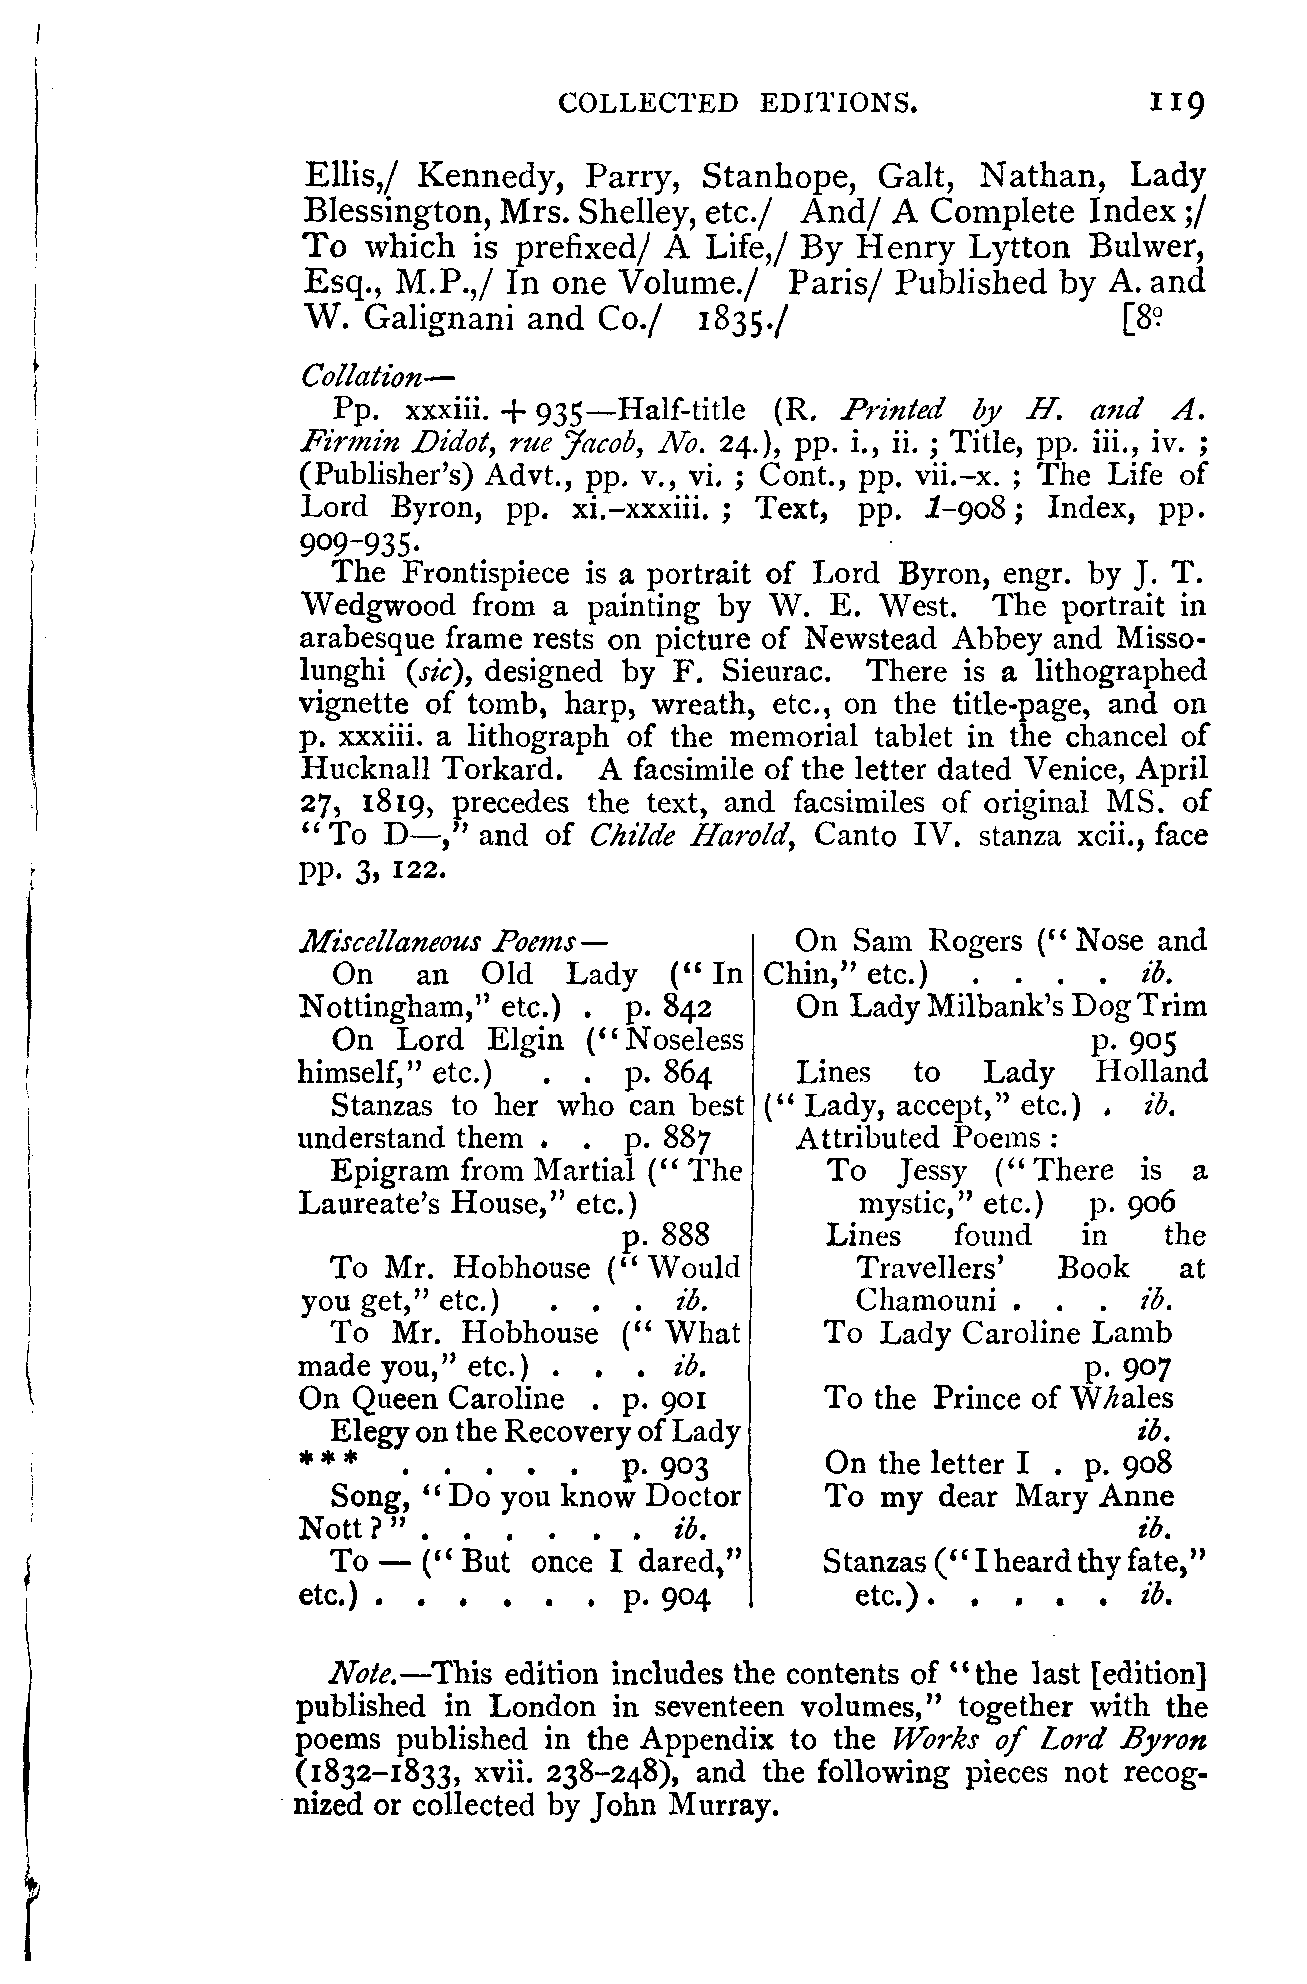 COLLECTED EDITIONS. 119
Ellis,/ Kennedy, Parry, Stanhope, Galt, Nathan, Lady
Blessington, Mrs. Shelley, etc./ And/ A Complete Index ;/
To which is prefixed/ A Life,/ By Henry Lytton Bulwer,
Esq., M.P.,/ In one Volume./ Paris/ Published by A. and
W. Galignani and Co./ 1835./ [8º
Collation—
Pp. xxxiii. + 935—Half-title (R. Printed by H. and A.
Firmin Didot, rue Jacob, No. 24.), pp. i., ii. ; Title, pp. iii., iv. ;
(Publisher's) Advt., pp. v., vi. ; Cont., pp. vii.-x. ; The Life of
Lord Byron, pp. xi.-xxxiii. ; Text, pp. 1-908 ; Index, pp.
909-935.
The Frontispiece is a portrait of Lord Byron, engr. by J. T.
Wedgwood from a painting by W. E. West. The portrait in
arabesque frame rests on picture of Newstead Abbey and Misso-
lunghi (sic), designed by F. Sieurac. There is a lithographed
vignette of tomb, harp, wreath, etc., on the title-page, and on
p. xxxiii. a lithograph of the memorial tablet in the chancel of
Hucknall Torkard. A facsimile of the letter dated Venice, April
27, 1819, precedes the text, and facsimiles of original MS. of
"To D—," and of Childe Harold, Canto IV. stanza xcii., face
pp. 3, 122.
Miscellaneous Poems—
On an Old Lady ("In
Nottingham," etc.) . p. 842
On Lord Elgin ("Noseless
himself," etc.) . . p. 864
Stanzas to her who can best
understand them . . p. 887
Epigram from Martial ("The
Laureate's House," etc.)
p. 888
To Mr. Hobhouse ("Would
you get," etc.) . . . ib.
To Mr. Hobhouse ("What
made you," etc.) . . . ib.
On Queen Caroline . p. 901
Elegy on the Recovery of Lady
*** . . . . . p. 903
Song, "Do you know Doctor
Nott?" . . . . . . ib.
To — ("But once I dared,"
etc.) . . . . . . p. 904
On Sam Rogers ("Nose and
Chin," etc.) . . . . ib.
On Lady Milbank's Dog Trim
p. 905
Lines to Lady Holland
("Lady, accept," etc.) . ib.
Attributed Poems :
To Jessy ("There is a
mystic," etc.) p. 906
Lines found in the
Travellers' Book at
Chamouni . . . ib.
To Lady Caroline Lamb
p. 907
To the Prince of Whales
ib.
On the letter I . p. 908
To my dear Mary Anne
ib.
Stanzas ("I heard thy fate,"
etc.) . . . . . ib.
Note.—This edition includes the contents of "the last [edition]
published in London in seventeen volumes," together with the
poems published in the Appendix to the Works of Lord Byron
(1832-1833, xvii. 238-248), and the following pieces not recog-
nized or collected by John Murray.